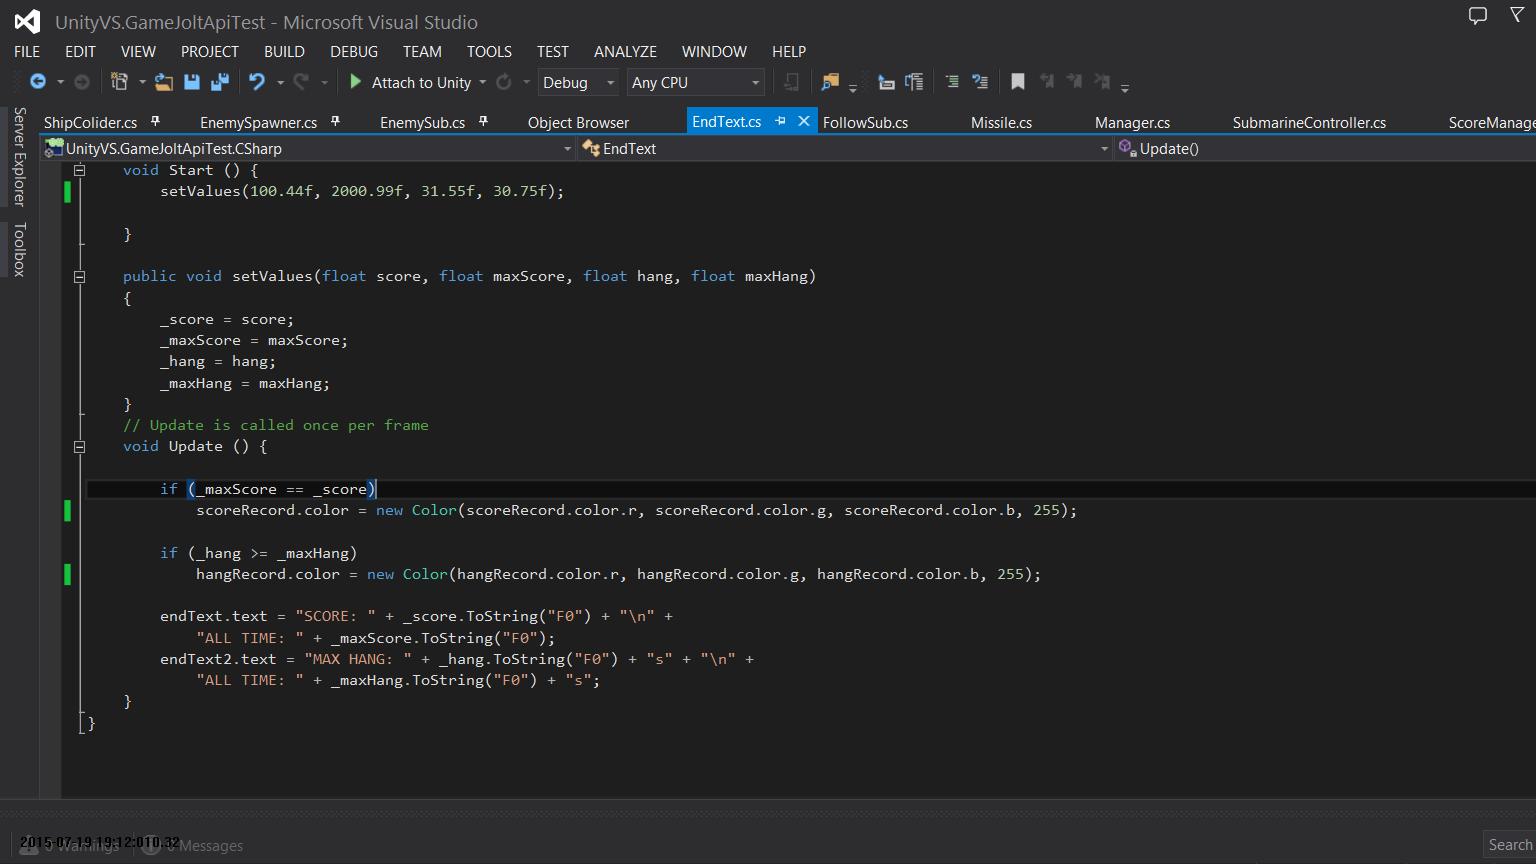 UnityVS.GameJoltApiTest - Microsoft Visual Studio
FILE EDIT VIEW PROJECT BUILD DEBUG TEAM TOOLS TEST ANALYZE WINDOW HELP
Attach to Unity Debug Any CPU
Server Explorer
Toolbox
ShipColider.cs EnemySpawner.cs EnemySub.cs Object Browser EndText.cs FollowSub.cs Missile.cs Manager.cs SubmarineController.cs ScoreManage
UnityVS.GameJoltApiTest.CSharp EndText Update()
void Start () {
setValues(100.44f, 2000.99f, 31.55f, 30.75f);
}
public void setValues(float score, float maxScore, float hang, float maxHang)
{
_score = score;
_maxScore = maxScore;
_hang = hang;
_maxHang = maxHang;
}
// Update is called once per frame
void Update () {
if (_maxScore == _score)
scoreRecord.color = new Color(scoreRecord.color.r, scoreRecord.color.g, scoreRecord.color.b, 255);
if (_hang >= _maxHang)
hangRecord.color = new Color(hangRecord.color.r, hangRecord.color.g, hangRecord.color.b, 255);
endText.text = "SCORE: " + _score.ToString("F0") + "\n" +
"ALL TIME: " + _maxScore.ToString("F0");
endText2.text = "MAX HANG: " + _hang.ToString("F0") + "s" + "\n" +
"ALL TIME: " + _maxHang.ToString("F0") + "s";
}
}
2015-07-19 19:12:010.32
0 Warnings 0 Messages
Search